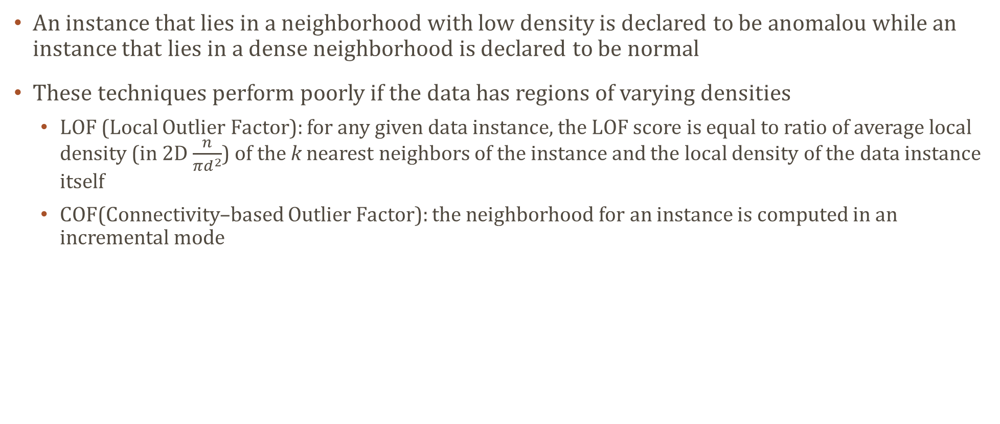 • An instance that lies in a neighborhood with low density is declared to be anomalou while an
instance that lies in a dense neighborhood is declared to be normal
• These techniques perform poorly if the data has regions of varying densities
• LOF (Local Outlier Factor): for any given data instance, the LOF score is equal to ratio of average local
density (in 2D $\frac{n}{\pi d^2}$) of the k nearest neighbors of the instance and the local density of the data instance
itself
• COF(Connectivity–based Outlier Factor): the neighborhood for an instance is computed in an
incremental mode